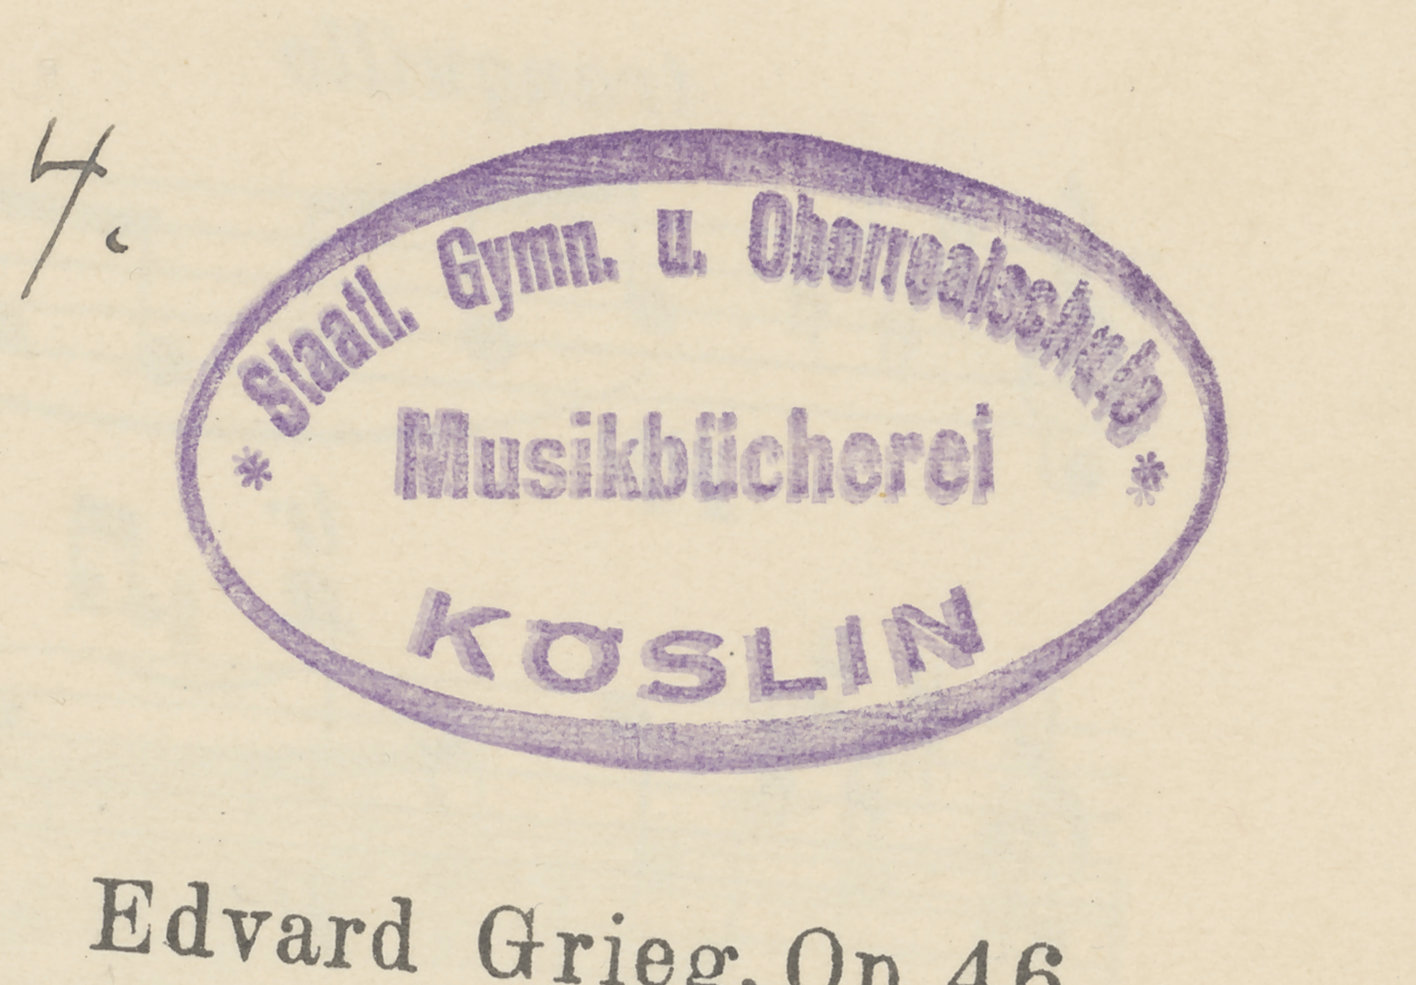 4.
* Staatl. Gymn. u. Oberrealschule *
Musikbücherei
KÖSLIN
Edvard Grieg, Op. 46